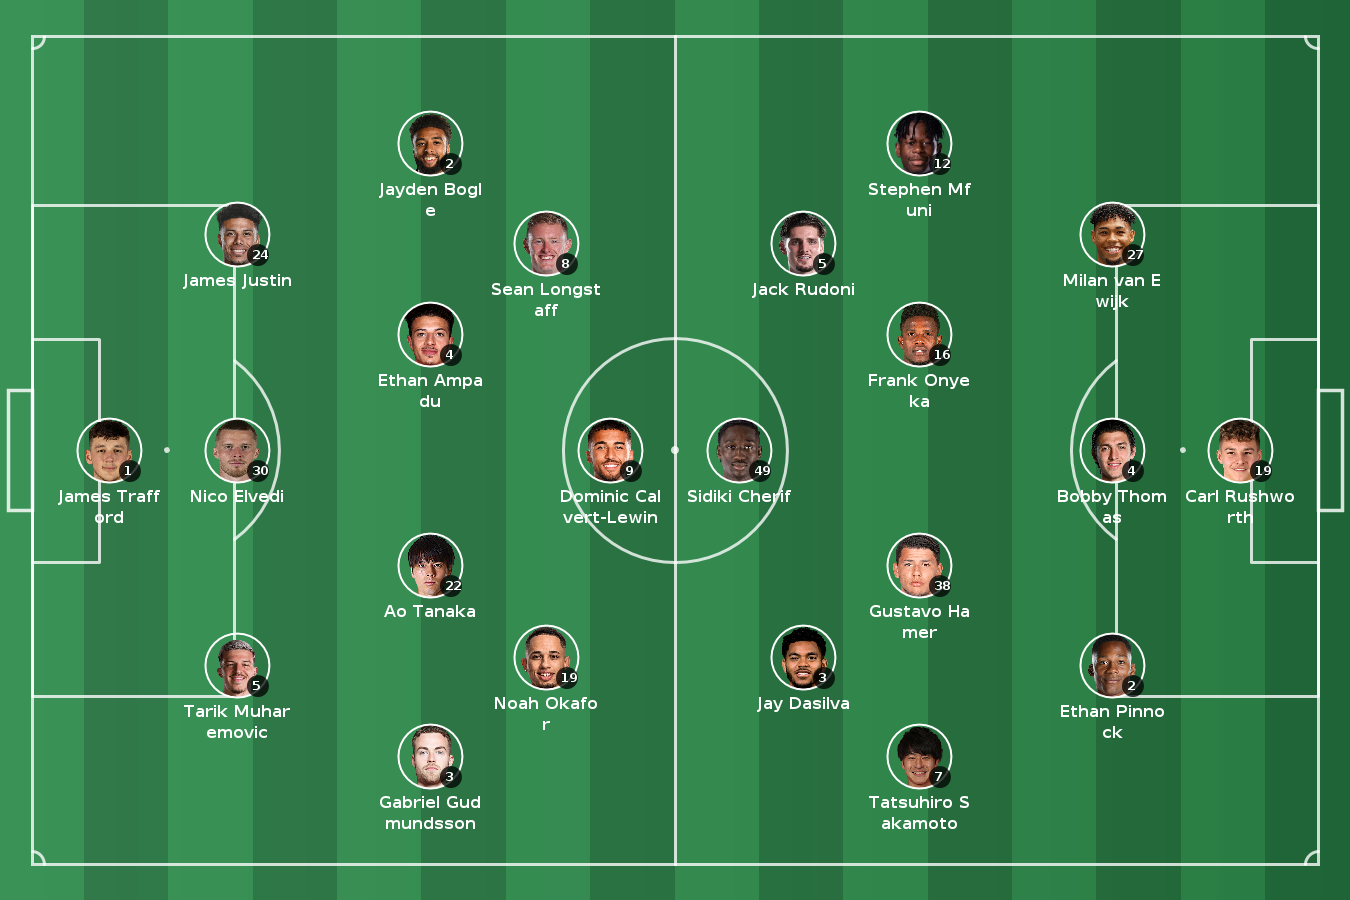 2
Jayden Bogl
e
12
Stephen Mf
uni
24
James Justin
8
Sean Longst
aff
5
Jack Rudoni
27
Milan van E
wijk
4
Ethan Ampa
du
16
Frank Onye
ka
1
James Traff
ord
30
Nico Elvedi
9
Dominic Cal
vert-Lewin
49
Sidiki Cherif
4
Bobby Thom
as
19
Carl Rushwo
rth
22
Ao Tanaka
38
Gustavo Ha
mer
5
Tarik Muhar
emovic
19
Noah Okafo
r
3
Jay Dasilva
2
Ethan Pinno
ck
3
Gabriel Gud
mundsson
7
Tatsuhiro S
akamoto